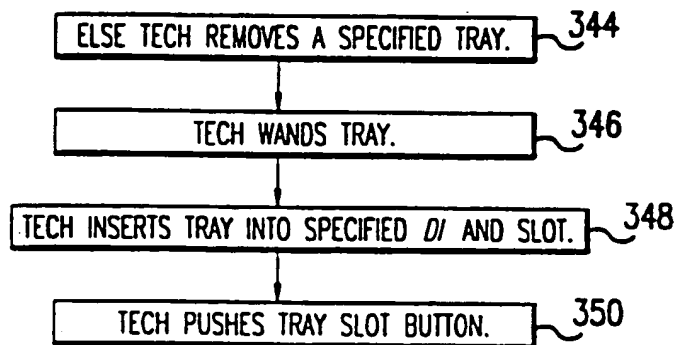 ELSE TECH REMOVES A SPECIFIED TRAY. 344
TECH WANDS TRAY. 346
TECH INSERTS TRAY INTO SPECIFIED DI AND SLOT. 348
TECH PUSHES TRAY SLOT BUTTON. 350